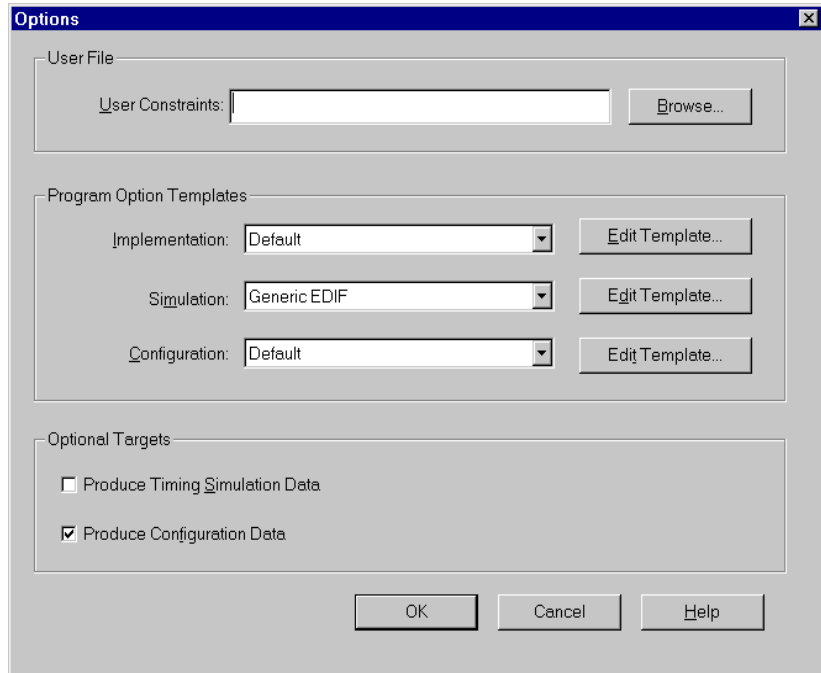 Options
User File
User Constraints:
Browse...
Program Option Templates
Implementation: Default Edit Template...
Simulation: Generic EDIF Edit Template...
Configuration: Default Edit Template...
Optional Targets
Produce Timing Simulation Data
Produce Configuration Data
OK Cancel Help